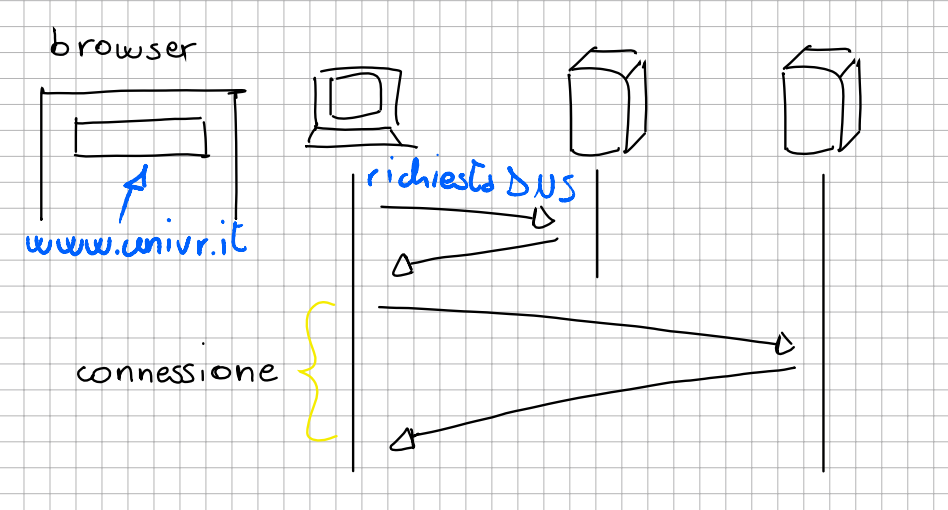 browser
richiesta DNS
www.univr.it
connessione